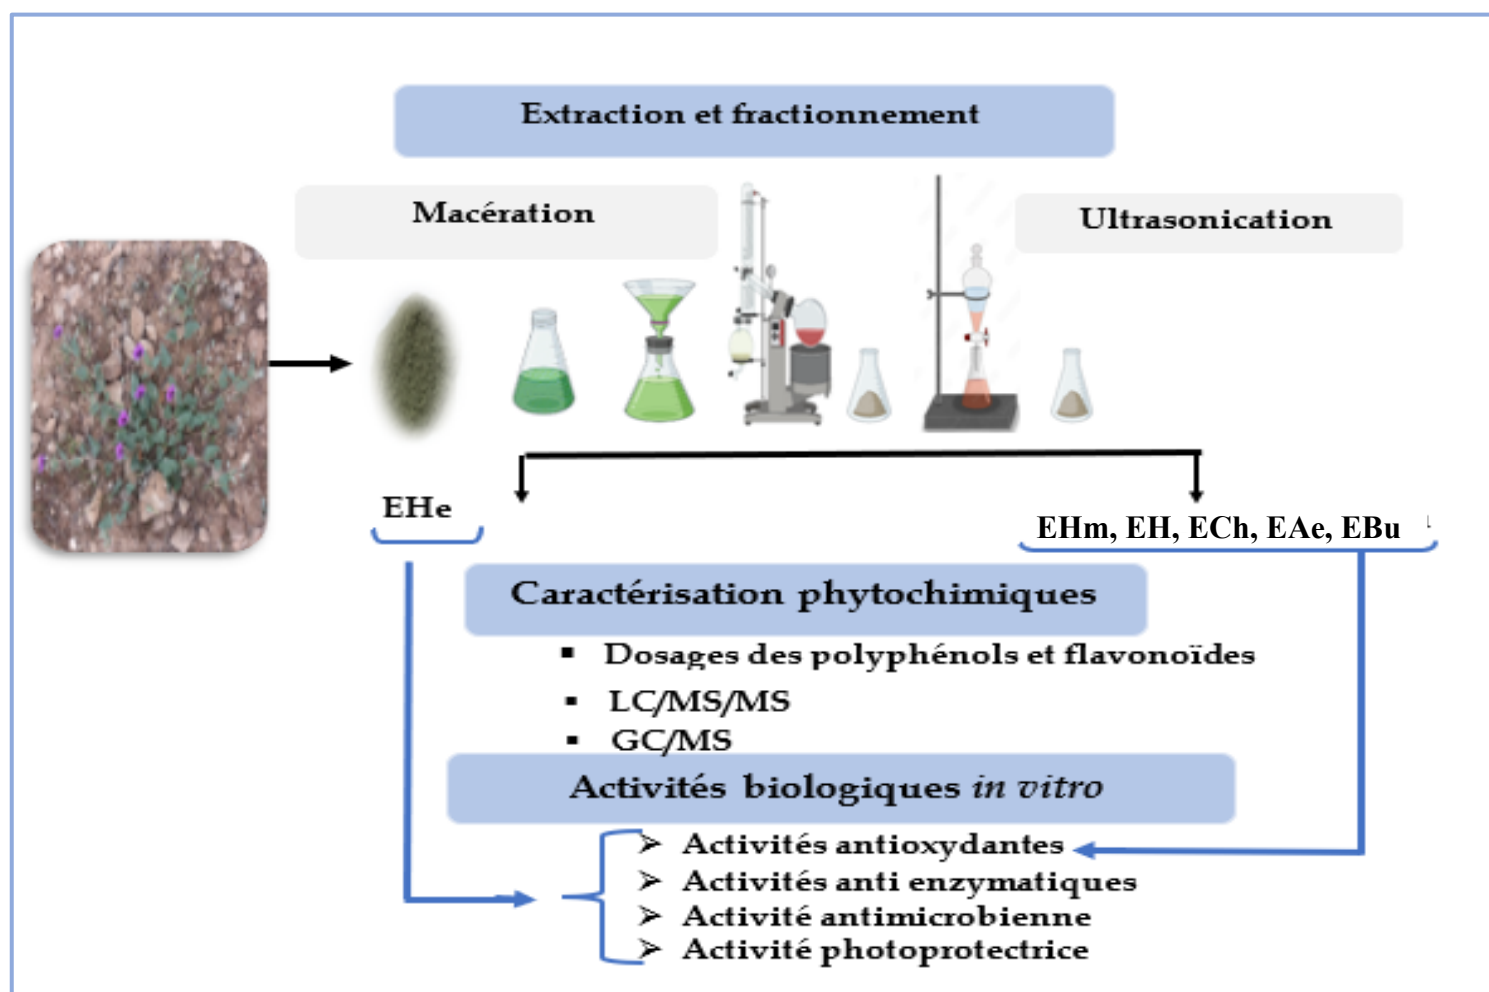 Extraction et fractionnement
Macération
Ultrasonication
EHe
EHm, EH, ECh, EAe, EBu
Caractérisation phytochimiques
▪ Dosages des polyphénols et flavonoïdes
▪ LC/MS/MS
▪ GC/MS
Activités biologiques in vitro
➢ Activités antioxydantes
➢ Activités anti enzymatiques
➢ Activité antimicrobienne
➢ Activité photoprotectrice